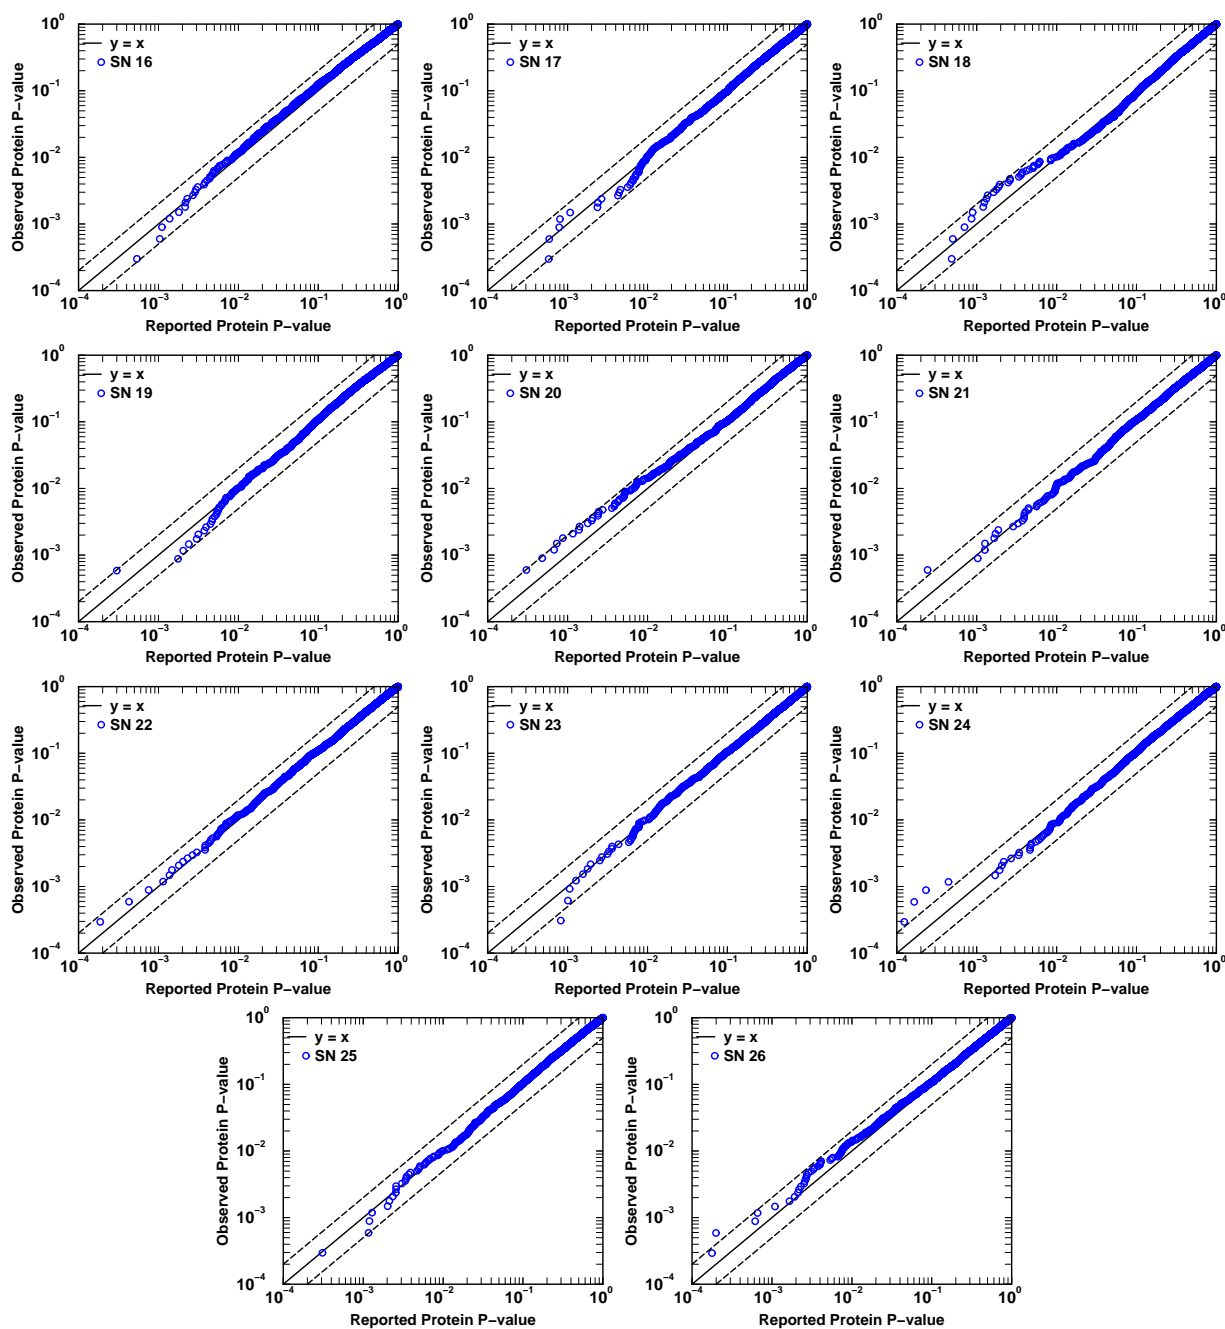 Observed Protein P-value
10⁰
10⁻¹
10⁻²
10⁻³
10⁻⁴
y = x
SN 16
10⁻⁴ 10⁻³ 10⁻² 10⁻¹ 10⁰
Reported Protein P-value
Observed Protein P-value
10⁰
10⁻¹
10⁻²
10⁻³
10⁻⁴
y = x
SN 17
10⁻⁴ 10⁻³ 10⁻² 10⁻¹ 10⁰
Reported Protein P-value
Observed Protein P-value
10⁰
10⁻¹
10⁻²
10⁻³
10⁻⁴
y = x
SN 18
10⁻⁴ 10⁻³ 10⁻² 10⁻¹ 10⁰
Reported Protein P-value
Observed Protein P-value
10⁰
10⁻¹
10⁻²
10⁻³
10⁻⁴
y = x
SN 19
10⁻⁴ 10⁻³ 10⁻² 10⁻¹ 10⁰
Reported Protein P-value
Observed Protein P-value
10⁰
10⁻¹
10⁻²
10⁻³
10⁻⁴
y = x
SN 20
10⁻⁴ 10⁻³ 10⁻² 10⁻¹ 10⁰
Reported Protein P-value
Observed Protein P-value
10⁰
10⁻¹
10⁻²
10⁻³
10⁻⁴
y = x
SN 21
10⁻⁴ 10⁻³ 10⁻² 10⁻¹ 10⁰
Reported Protein P-value
Observed Protein P-value
10⁰
10⁻¹
10⁻²
10⁻³
10⁻⁴
y = x
SN 22
10⁻⁴ 10⁻³ 10⁻² 10⁻¹ 10⁰
Reported Protein P-value
Observed Protein P-value
10⁰
10⁻¹
10⁻²
10⁻³
10⁻⁴
y = x
SN 23
10⁻⁴ 10⁻³ 10⁻² 10⁻¹ 10⁰
Reported Protein P-value
Observed Protein P-value
10⁰
10⁻¹
10⁻²
10⁻³
10⁻⁴
y = x
SN 24
10⁻⁴ 10⁻³ 10⁻² 10⁻¹ 10⁰
Reported Protein P-value
Observed Protein P-value
10⁰
10⁻¹
10⁻²
10⁻³
10⁻⁴
y = x
SN 25
10⁻⁴ 10⁻³ 10⁻² 10⁻¹ 10⁰
Reported Protein P-value
Observed Protein P-value
10⁰
10⁻¹
10⁻²
10⁻³
10⁻⁴
y = x
SN 26
10⁻⁴ 10⁻³ 10⁻² 10⁻¹ 10⁰
Reported Protein P-value